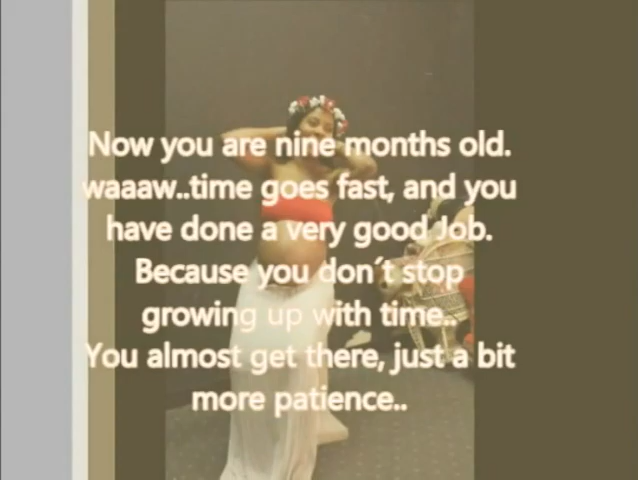 Now you are nine months old.
waaaw..time goes fast, and you
have done a very good Job.
Because you don´t stop
growing up with time..
You almost get there, just a bit
more patience..